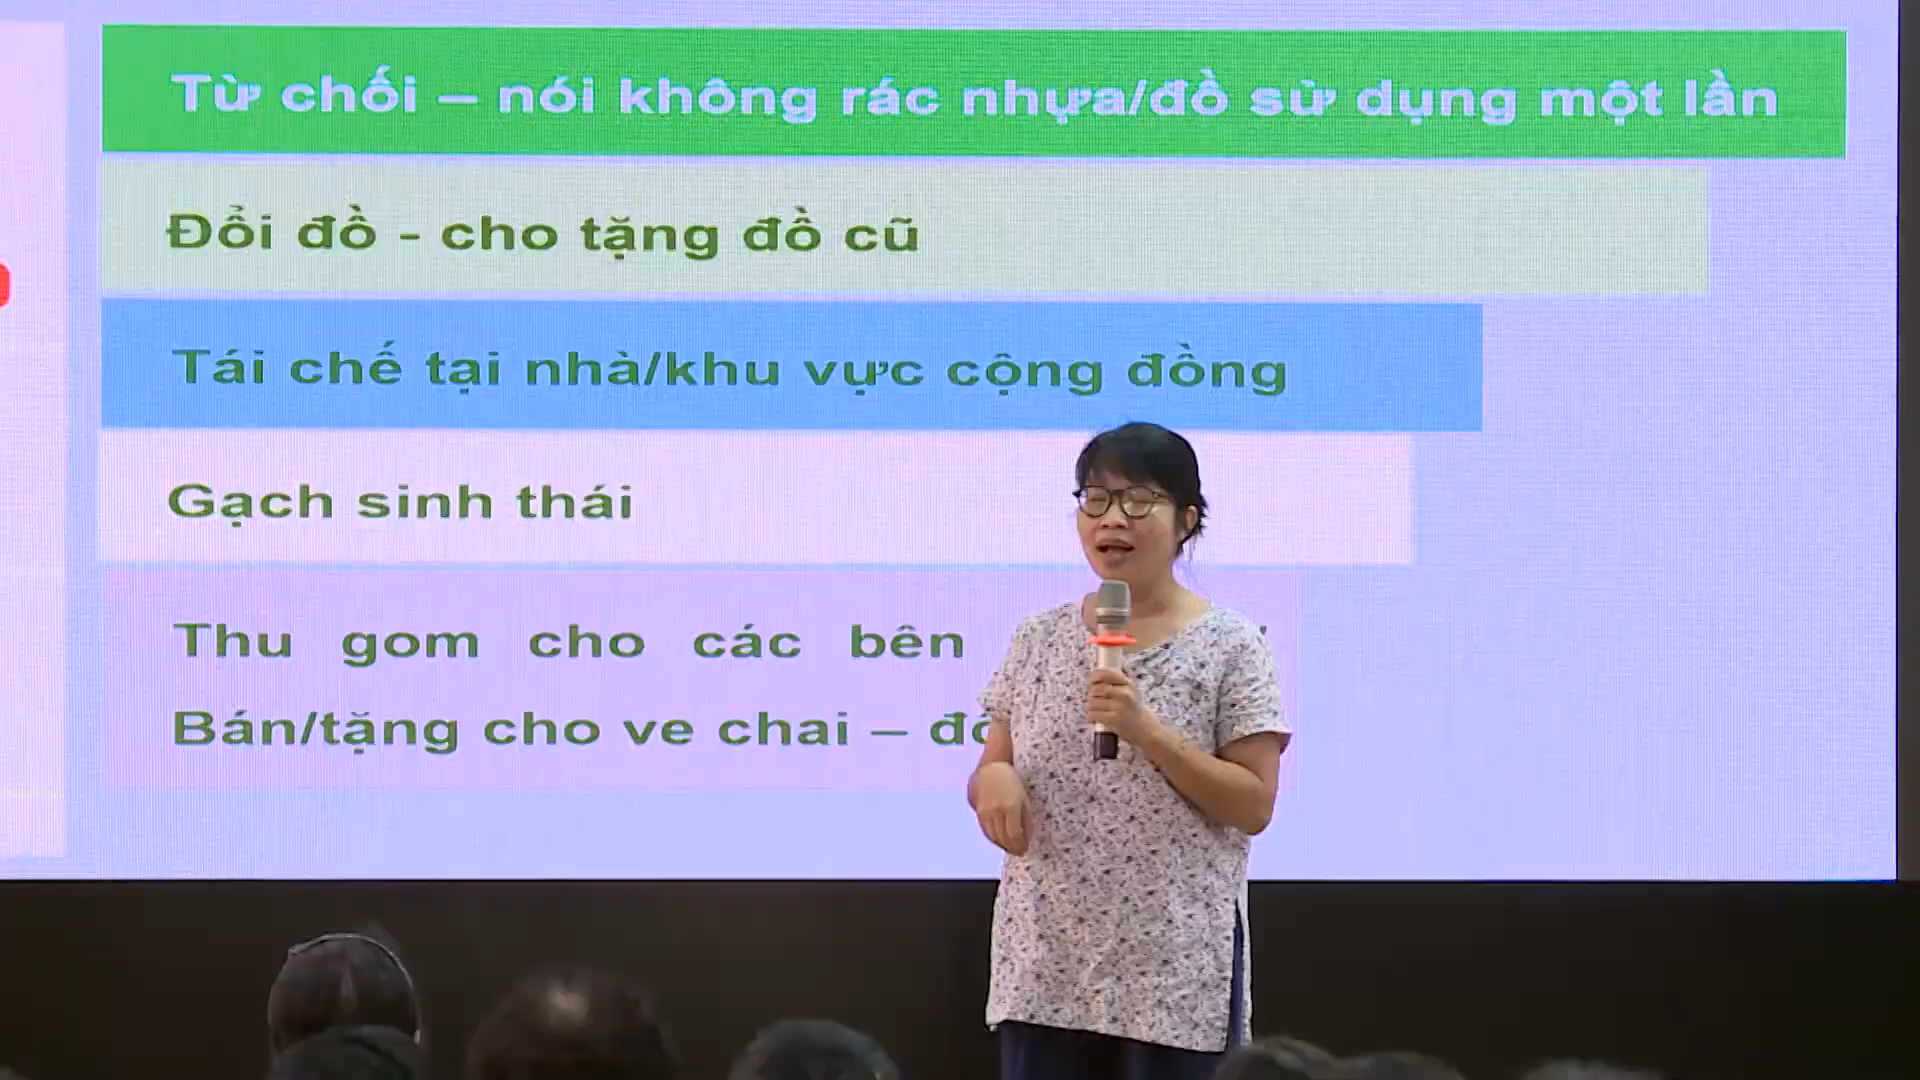 Từ chối – nói không rác nhựa/đồ sử dụng một lần
Đổi đồ - cho tặng đồ cũ
Tái chế tại nhà/khu vực cộng đồng
Gạch sinh thái
Thu gom cho các bên
Bán/tặng cho ve chai –